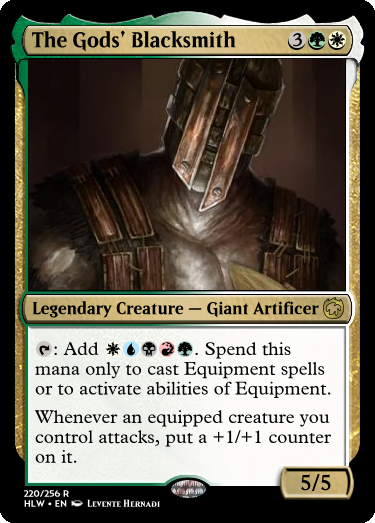 The Gods' Blacksmith 3
Legendary Creature — Giant Artificer
: Add . Spend this
mana only to cast Equipment spells
or to activate abilities of Equipment.
Whenever an equipped creature you
control attacks, put a +1/+1 counter
on it.
5/5
220/256 R
HLW • EN Levente Hernadi